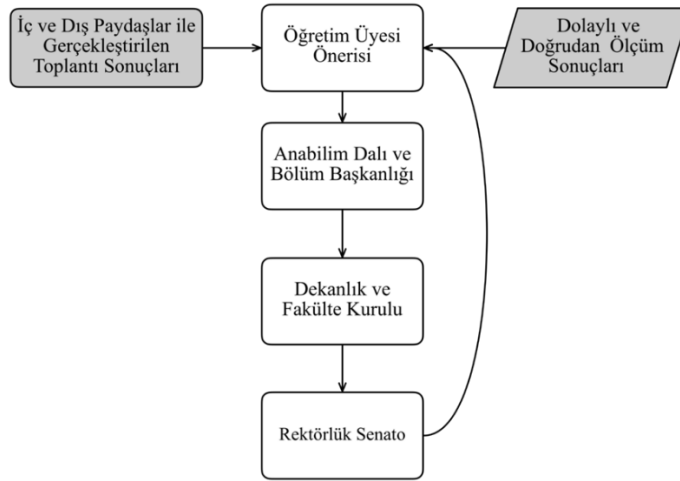 İç ve Dış Paydaşlar ile
Gerçekleştirilen
Toplantı Sonuçları
Öğretim Üyesi
Önerisi
Dolaylı ve
Doğrudan Ölçüm
Sonuçları
Anabilim Dalı ve
Bölüm Başkanlığı
Dekanlık ve
Fakülte Kurulu
Rektörlük Senato